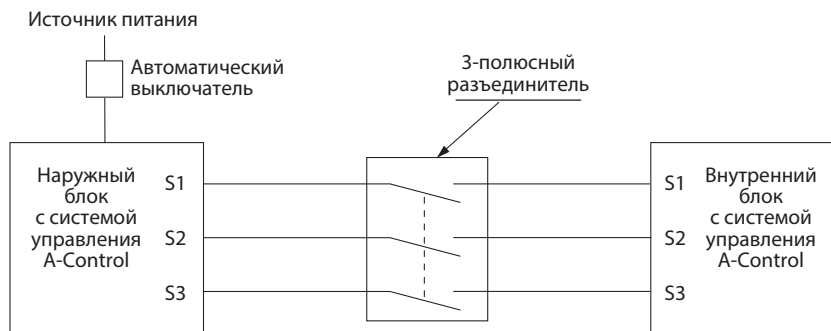 Источник питания
Автоматический
выключатель
3-полюсный
разъединитель
Наружный
блок
с системой
управления
A-Control
S1
S2
S3
S1
S2
S3
Внутренний
блок
с системой
управления
A-Control